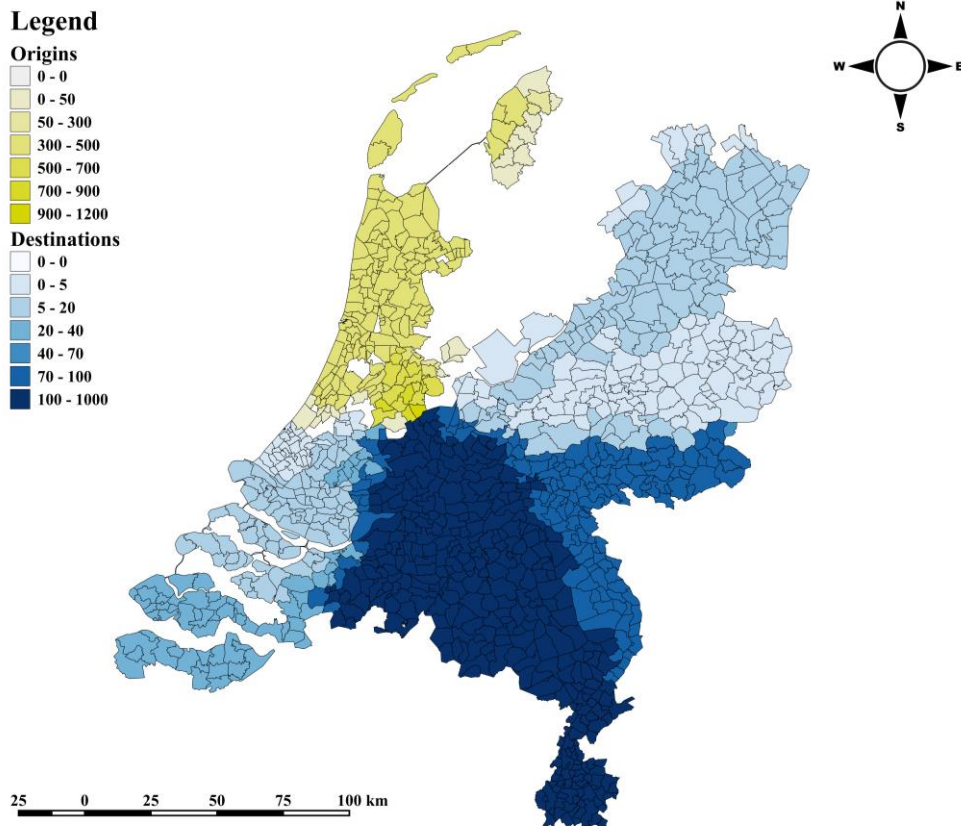 Legend
Origins
0 - 0
0 - 50
50 - 300
300 - 500
500 - 700
700 - 900
900 - 1200
Destinations
0 - 0
0 - 5
5 - 20
20 - 40
40 - 70
70 - 100
100 - 1000
N
W E
S
25 0 25 50 75 100 km